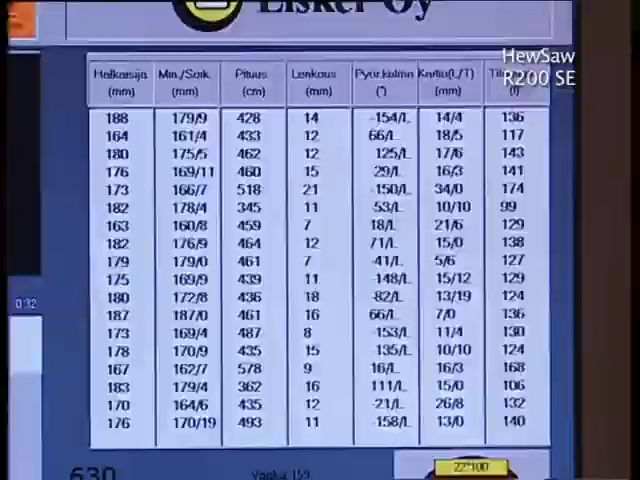 Elsker Oy
HewSaw
R200 SE
Halkaisija Min./Soik. Pituus Lenkous Pyör.kulma Kartio(L/T)
(mm) (mm) (cm) (mm) (°) (mm) (l)
188 179/9 428 14 -154/L 14/4 136
164 161/4 433 12 66/L 18/5 117
180 175/5 462 12 125/L 17/6 143
176 169/11 460 15 29/L 16/3 141
173 166/7 518 21 -150/L 34/0 174
182 178/4 345 11 -53/L 10/10 99
163 160/8 459 7 18/L 21/6 129
182 176/9 464 12 71/L 15/0 138
179 179/0 461 7 -41/L 5/6 127
175 169/9 439 11 -148/L 15/12 129
180 172/8 436 18 -82/L 13/19 124
187 187/0 461 16 66/L 7/0 136
173 169/4 487 8 -153/L 11/4 130
178 170/9 435 15 135/L 10/10 124
167 162/7 578 9 16/L 16/3 168
183 179/4 362 16 111/L 15/0 106
170 164/6 435 12 -21/L 26/8 132
176 170/19 493 11 -158/L 13/0 140
0:32
630
22*100